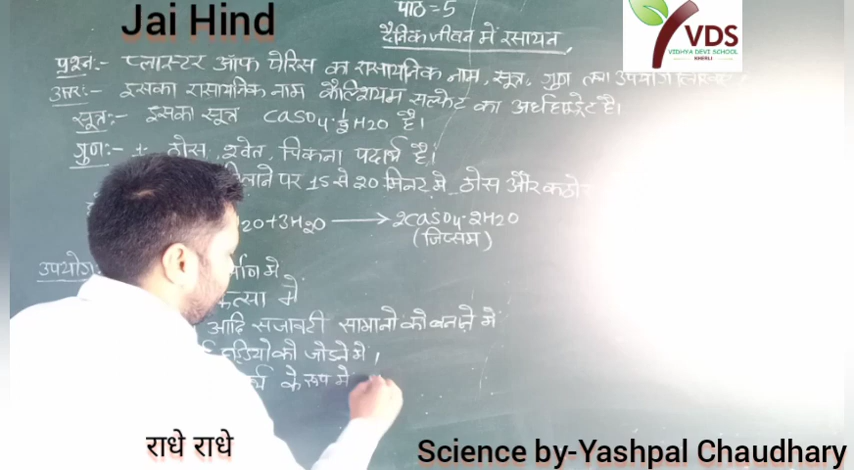 Jai Hind
पाठ = 5
दैनिक जीवन में रसायन
VDS
VIDHYA DEVI SCHOOL
KHERLI
प्रश्न:- प्लास्टर ऑफ पेरिस का रासायनिक नाम, सूत्र, गुण तथा उपयोग
उत्तर:- इसका रासायनिक नाम कैल्शियम सल्फेट का अर्धहाइड्रेट है।
सूत्र:- इसका सूत्र CaSO4·1/2H2O है।
गुण:- ठोस, श्वेत, चिकना पदार्थ है।
मिलाने पर 15 से 20 मिनट में ठोस और
H2O+3H2O ⟶ 2CaSO4·2H2O
(जिप्सम)
उपयोग में
में
आदि सजावटी सामानों को बनाने में
हड्डियों को जोडने में।
के रूप में
राधे राधे
Science by-Yashpal Chaudhary